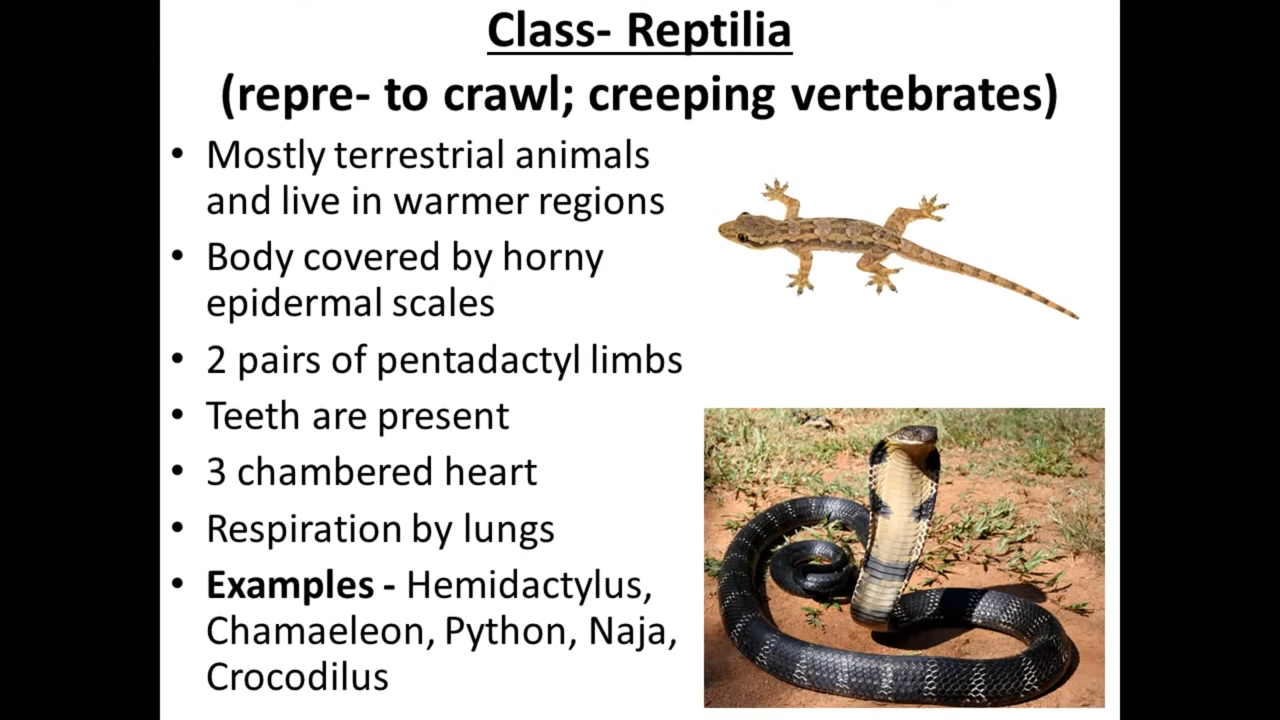 Class- Reptilia
(repre- to crawl; creeping vertebrates)
• Mostly terrestrial animals
and live in warmer regions
• Body covered by horny
epidermal scales
• 2 pairs of pentadactyl limbs
• Teeth are present
• 3 chambered heart
• Respiration by lungs
• Examples - Hemidactylus,
Chamaeleon, Python, Naja,
Crocodilus